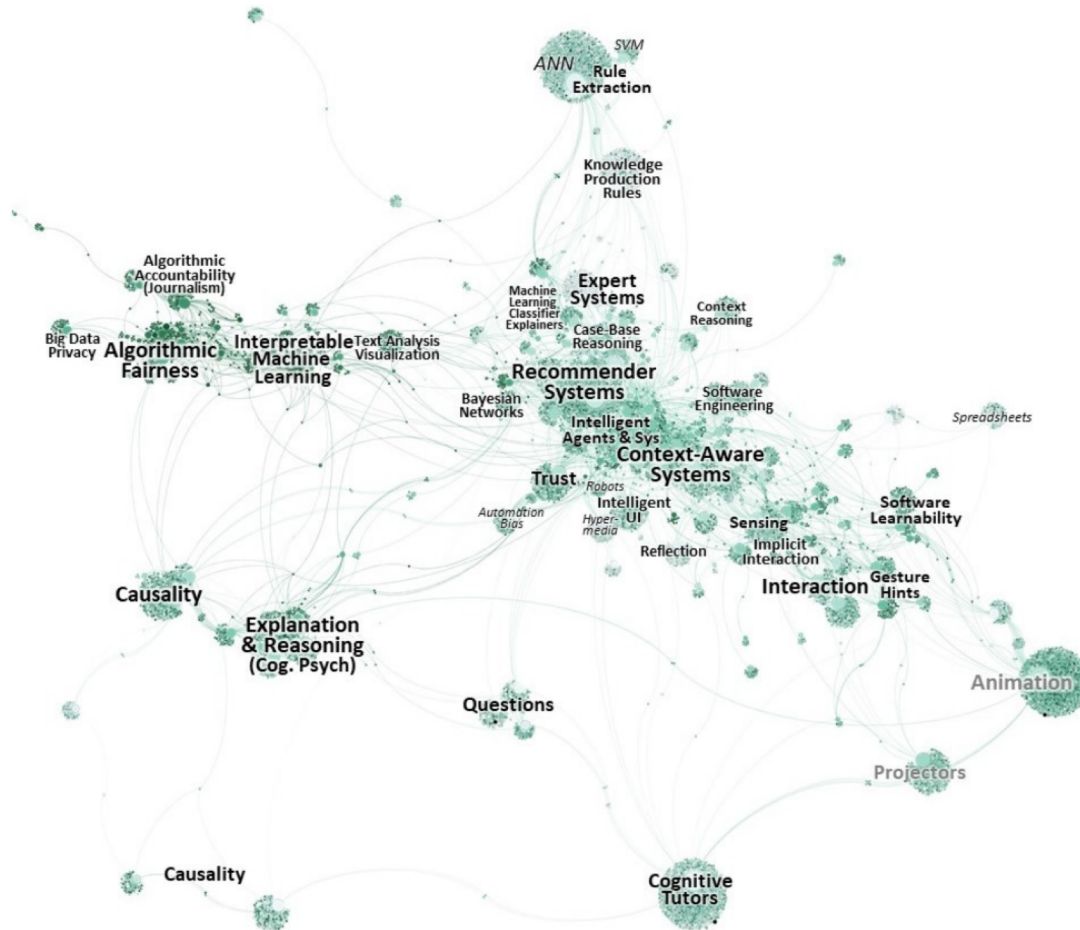 SVM
ANN
Rule
Extraction
Knowledge
Production
Rules
Algorithmic
Accountability
(Journalism)
Big Data
Privacy
Algorithmic
Fairness
Interpretable
Machine
Learning
Text Analysis
Visualization
Machine
Learning
Classifier
Explainers
Expert
Systems
Case-Base
Reasoning
Context
Reasoning
Recommender
Systems
Bayesian
Networks
Software
Engineering
Spreadsheets
Intelligent
Agents & Sys
Context-Aware
Systems
Trust
Robots
Intelligent
UI
Automation
Bias
Hyper-
media
Reflection
Sensing
Implicit
Interaction
Software
Learnability
Interaction
Gesture
Hints
Causality
Explanation
& Reasoning
(Cog. Psych)
Questions
Animation
Projectors
Causality
Cognitive
Tutors